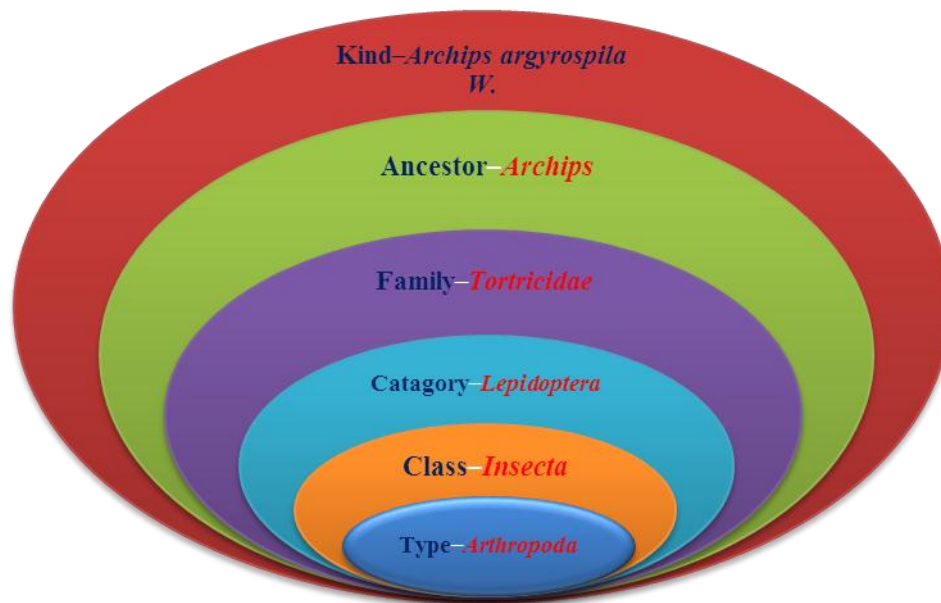 Kind–Archips argyrospila
W.
Ancestor–Archips
Family–Tortricidae
Catagory–Lepidoptera
Class–Insecta
Type–Arthropoda